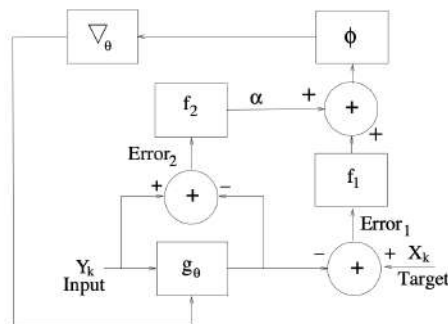 ∇θ
ϕ
f2
α
+
+
+
Error2
f1
+
+
−
Error1
Yk
Input
gθ
−
+
+
Xk
Target